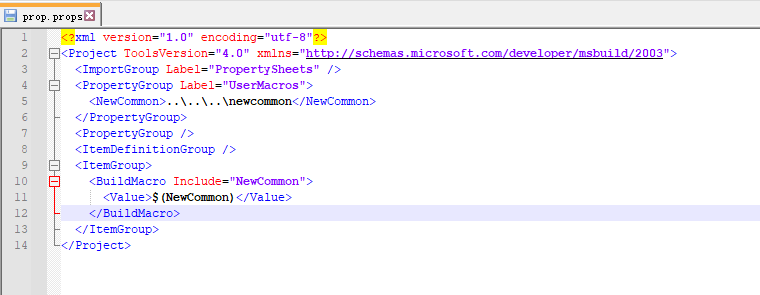 prop.props
1 <?xml version="1.0" encoding="utf-8"?>
2 <Project ToolsVersion="4.0" xmlns="http://schemas.microsoft.com/developer/msbuild/2003">
3 <ImportGroup Label="PropertySheets" />
4 <PropertyGroup Label="UserMacros">
5 <NewCommon>..\..\..\newcommon</NewCommon>
6 </PropertyGroup>
7 <PropertyGroup />
8 <ItemDefinitionGroup />
9 <ItemGroup>
10 <BuildMacro Include="NewCommon">
11 <Value>$(NewCommon)</Value>
12 </BuildMacro>
13 </ItemGroup>
14 </Project>